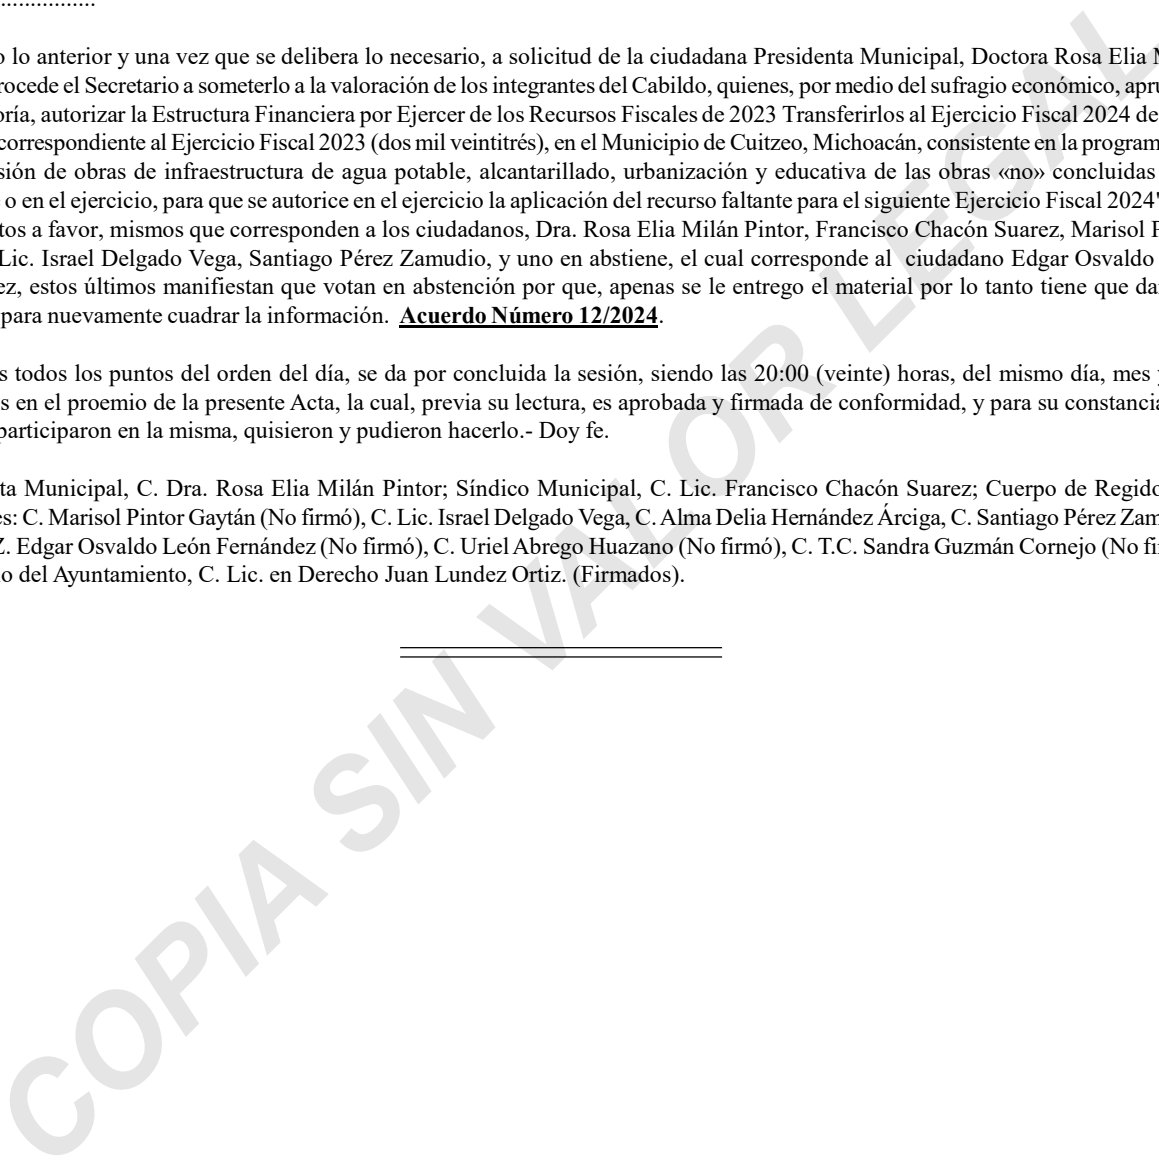 ................
o lo anterior y una vez que se delibera lo necesario, a solicitud de la ciudadana Presidenta Municipal, Doctora Rosa Elia M
rocede el Secretario a someterlo a la valoración de los integrantes del Cabildo, quienes, por medio del sufragio económico, apru
oría, autorizar la Estructura Financiera por Ejercer de los Recursos Fiscales de 2023 Transferirlos al Ejercicio Fiscal 2024 de
correspondiente al Ejercicio Fiscal 2023 (dos mil veintitrés), en el Municipio de Cuitzeo, Michoacán, consistente en la program
sión de obras de infraestructura de agua potable, alcantarillado, urbanización y educativa de las obras «no» concluidas
o en el ejercicio, para que se autorice en el ejercicio la aplicación del recurso faltante para el siguiente Ejercicio Fiscal 2024"
tos a favor, mismos que corresponden a los ciudadanos, Dra. Rosa Elia Milán Pintor, Francisco Chacón Suarez, Marisol P
Lic. Israel Delgado Vega, Santiago Pérez Zamudio, y uno en abstiene, el cual corresponde al ciudadano Edgar Osvaldo
ez, estos últimos manifiestan que votan en abstención por que, apenas se le entrego el material por lo tanto tiene que da
para nuevamente cuadrar la información. Acuerdo Número 12/2024.
s todos los puntos del orden del día, se da por concluida la sesión, siendo las 20:00 (veinte) horas, del mismo día, mes y
s en el proemio de la presente Acta, la cual, previa su lectura, es aprobada y firmada de conformidad, y para su constancia
participaron en la misma, quisieron y pudieron hacerlo.- Doy fe.
ta Municipal, C. Dra. Rosa Elia Milán Pintor; Síndico Municipal, C. Lic. Francisco Chacón Suarez; Cuerpo de Regido
es: C. Marisol Pintor Gaytán (No firmó), C. Lic. Israel Delgado Vega, C. Alma Delia Hernández Árciga, C. Santiago Pérez Zam
Z. Edgar Osvaldo León Fernández (No firmó), C. Uriel Abrego Huazano (No firmó), C. T.C. Sandra Guzmán Cornejo (No fi
io del Ayuntamiento, C. Lic. en Derecho Juan Lundez Ortiz. (Firmados).
COPIA SIN VALOR LEGAL